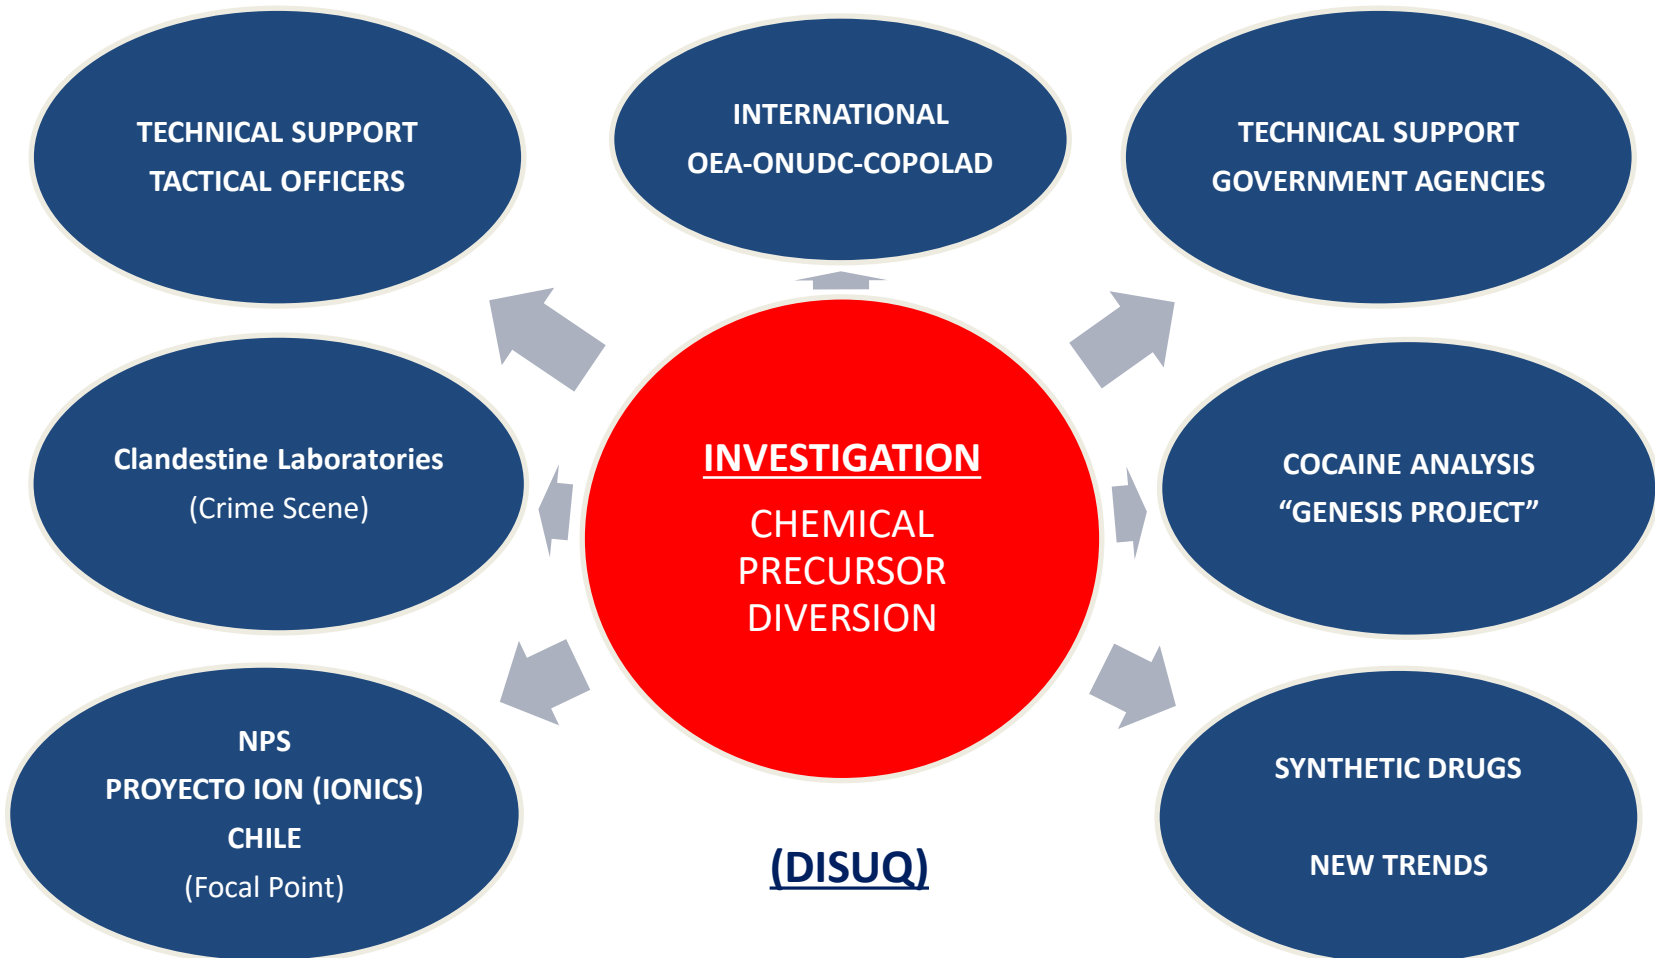 TECHNICAL SUPPORT
TACTICAL OFFICERS
INTERNATIONAL
OEA-ONUDC-COPOLAD
TECHNICAL SUPPORT
GOVERNMENT AGENCIES
Clandestine Laboratories
(Crime Scene)
INVESTIGATION
CHEMICAL
PRECURSOR
DIVERSION
COCAINE ANALYSIS
“GENESIS PROJECT”
NPS
PROYECTO ION (IONICS)
CHILE
(Focal Point)
(DISUQ)
SYNTHETIC DRUGS
NEW TRENDS